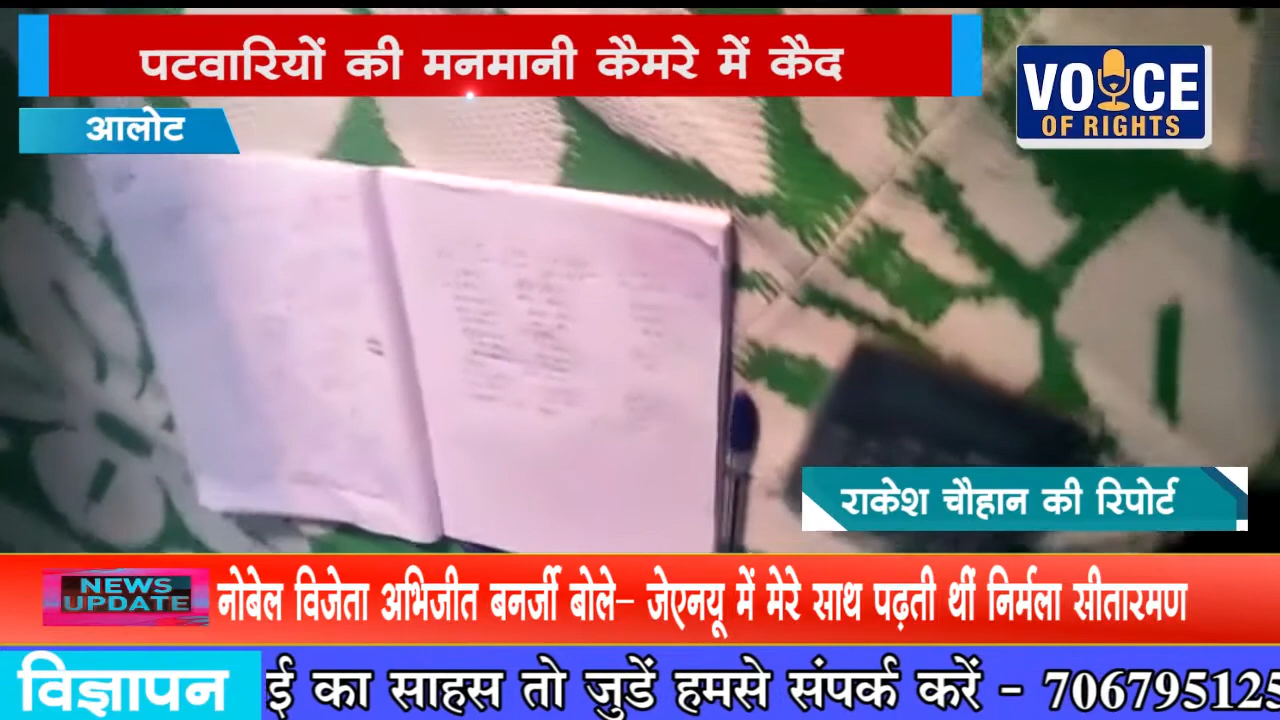 पटवारियों की मनमानी कैमरे में कैद
VOICE
OF RIGHTS
आलोट
राकेश चौहान की रिपोर्ट
NEWS
UPDATE
नोबेल विजेता अभिजीत बनर्जी बोले- जेएनयू में मेरे साथ पढ़ती थीं निर्मला सीतारमण
विज्ञापन
ई का साहस तो जुडें हमसे संपर्क करें - 706795125